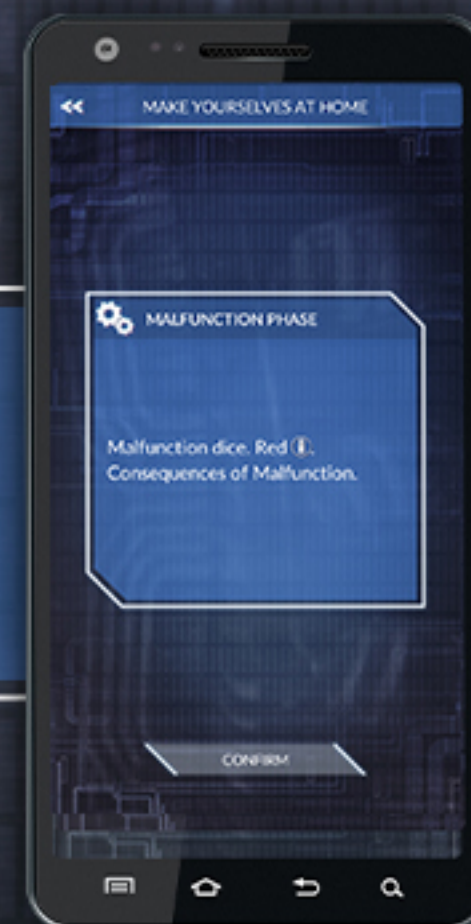 MAKE YOURSELVES AT HOME
MALFUNCTION PHASE
Malfunction dice. Red
Consequences of Malfunction.
CONFIRM